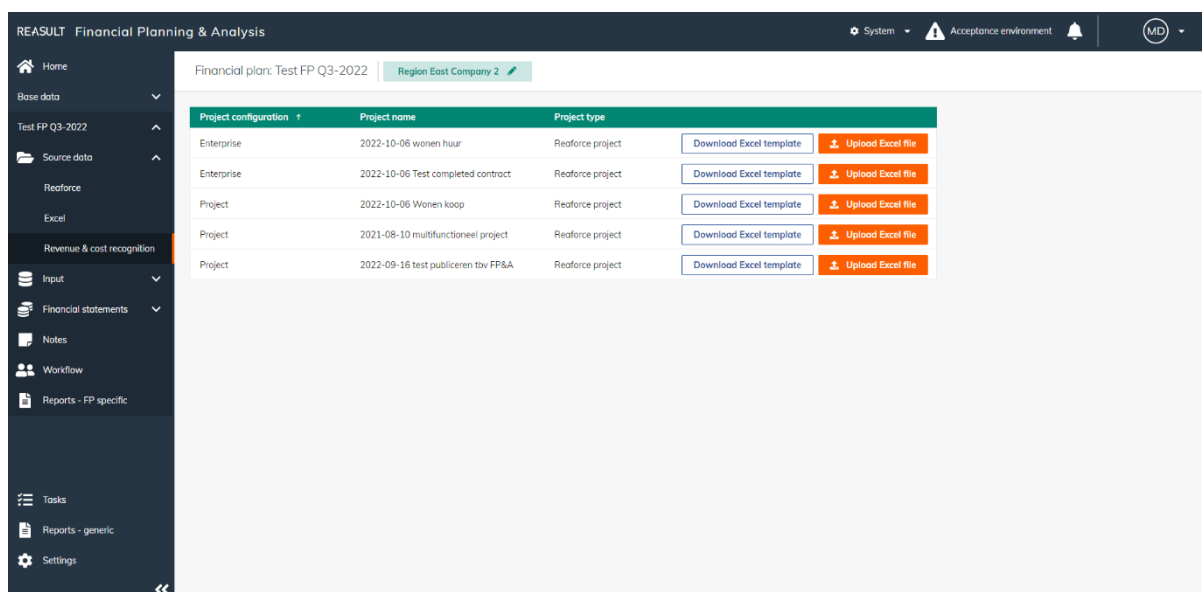 REASULT Financial Planning & Analysis System Acceptance environment MD
Home
Financial plan: Test FP Q3-2022 Region East Company 2
Base data
Test FP Q3-2022
Source data
Reaforce
Excel
Revenue & cost recognition
Input
Financial statements
Notes
Workflow
Reports - FP specific
Tasks
Reports - generic
Settings
Project configuration ↑ Project name Project type
Enterprise 2022-10-06 wonen huur Reaforce project Download Excel template Upload Excel file
Enterprise 2022-10-06 Test completed contract Reaforce project Download Excel template Upload Excel file
Project 2022-10-06 Wonen koop Reaforce project Download Excel template Upload Excel file
Project 2021-08-10 multifunctioneel project Reaforce project Download Excel template Upload Excel file
Project 2022-09-16 test publiceren tbv FP&A Reaforce project Download Excel template Upload Excel file